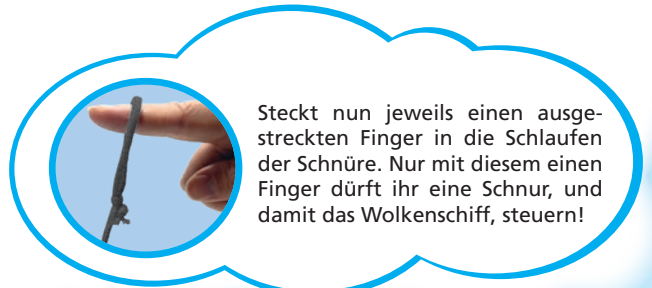 Steckt nun jeweils einen ausge-
streckten Finger in die Schlaufen
der Schnüre. Nur mit diesem einen
Finger dürft ihr eine Schnur, und
damit das Wolkenschiff, steuern!